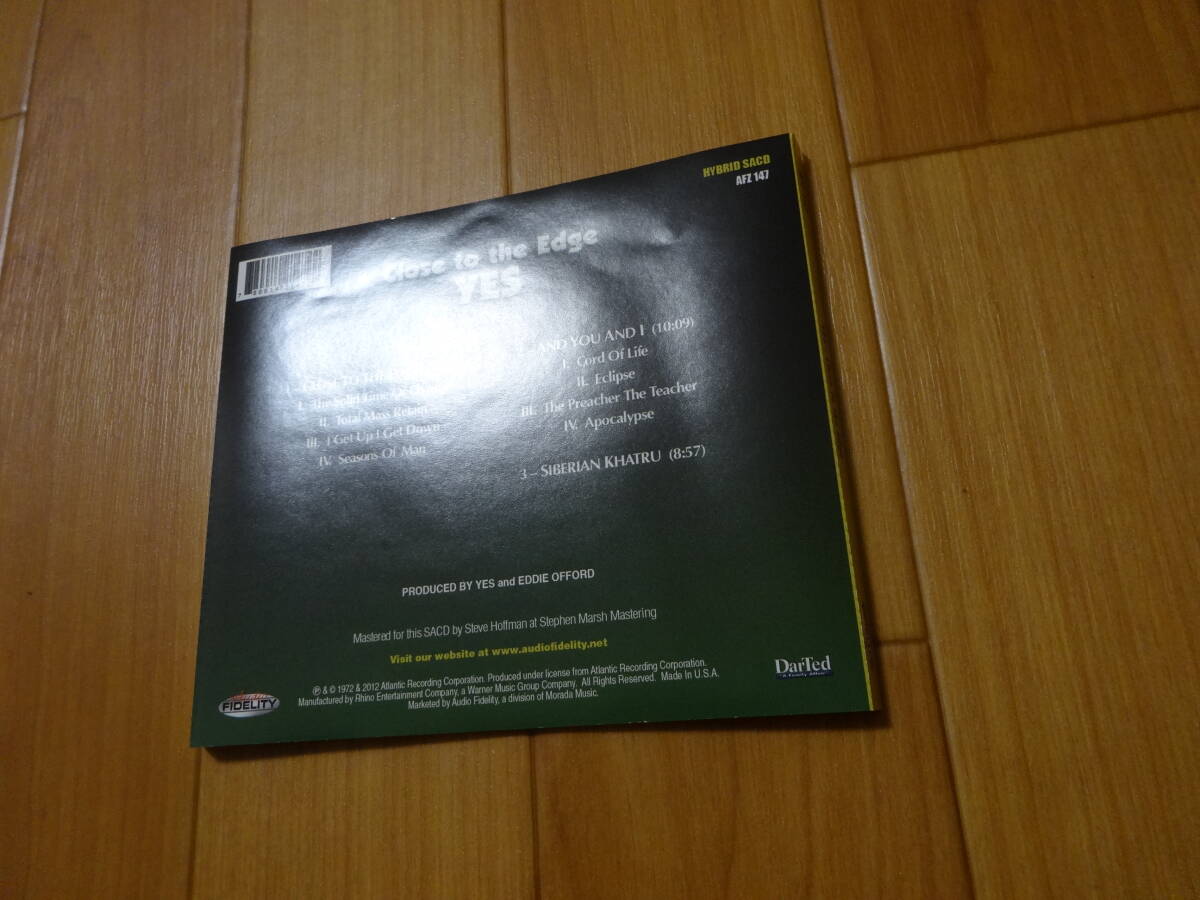 HYBRID SACD
AFZ 147
Close to the Edge
YES
I. The Solid Time
II. Total Mass Retain
III. I Get Up I Get Down
IV. Seasons Of Man
AND YOU AND I (10:09)
I. Cord Of Life
II. Eclipse
III. The Preacher The Teacher
IV. Apocalypse
3 – SIBERIAN KHATRU (8:57)
PRODUCED BY YES and EDDIE OFFORD
Mastered for this SACD by Steve Hoffman at Stephen Marsh Mastering
Visit our website at www.audiofidelity.net
℗ & © 1972 & 2012 Atlantic Recording Corporation. Produced under license from Atlantic Recording Corporation.
Manufactured by Rhino Entertainment Company, a Warner Music Group Company. All Rights Reserved. Made In U.S.A.
Marketed by Audio Fidelity, a division of Morada Music.
FIDELITY
DarTed
"A Family Affair"